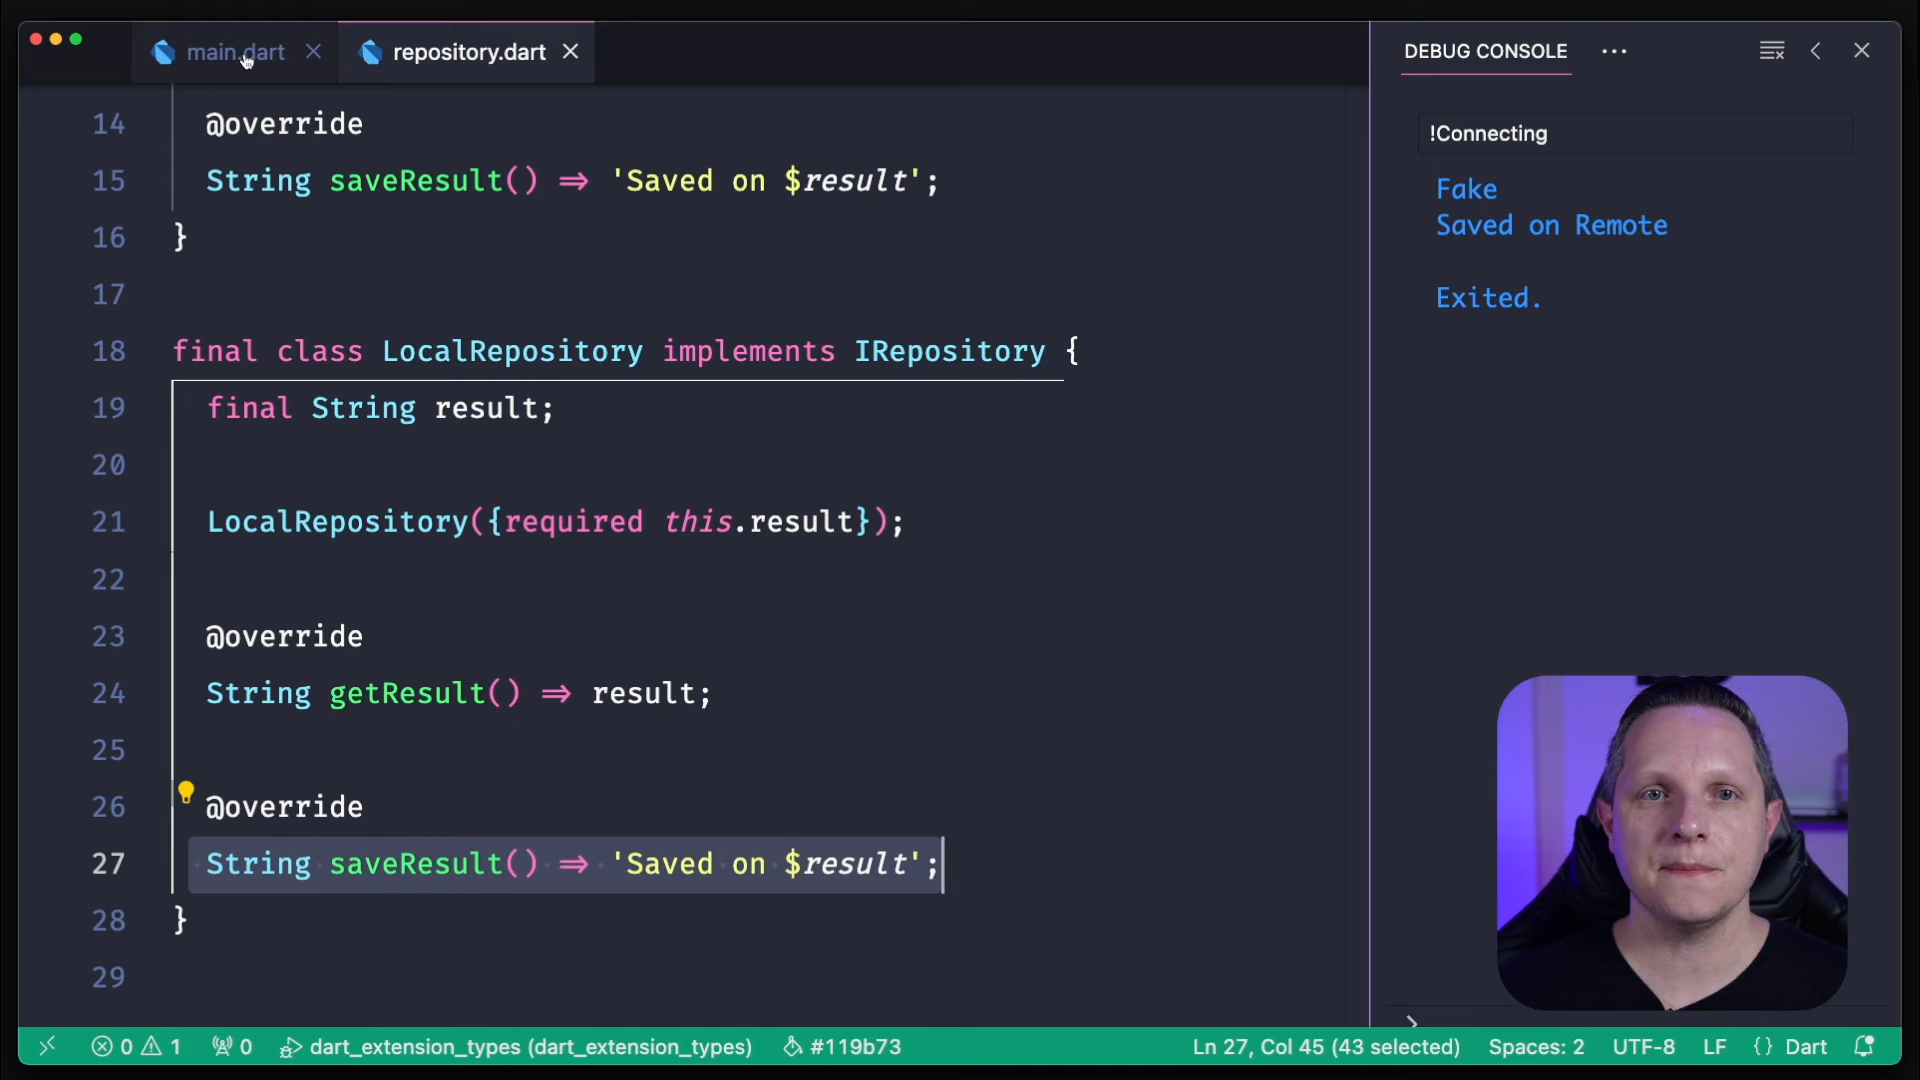 main.dart
repository.dart
14 @override
15 String saveResult() => 'Saved on $result';
16 }
17
18 final class LocalRepository implements IRepository {
19 final String result;
20
21 LocalRepository({required this.result});
22
23 @override
24 String getResult() => result;
25
26 @override
27 String saveResult() => 'Saved on $result';
28 }
29
DEBUG CONSOLE
!Connecting
Fake
Saved on Remote
Exited.
0 1 0 dart_extension_types (dart_extension_types) #119b73 Ln 27, Col 45 (43 selected) Spaces: 2 UTF-8 LF {} Dart